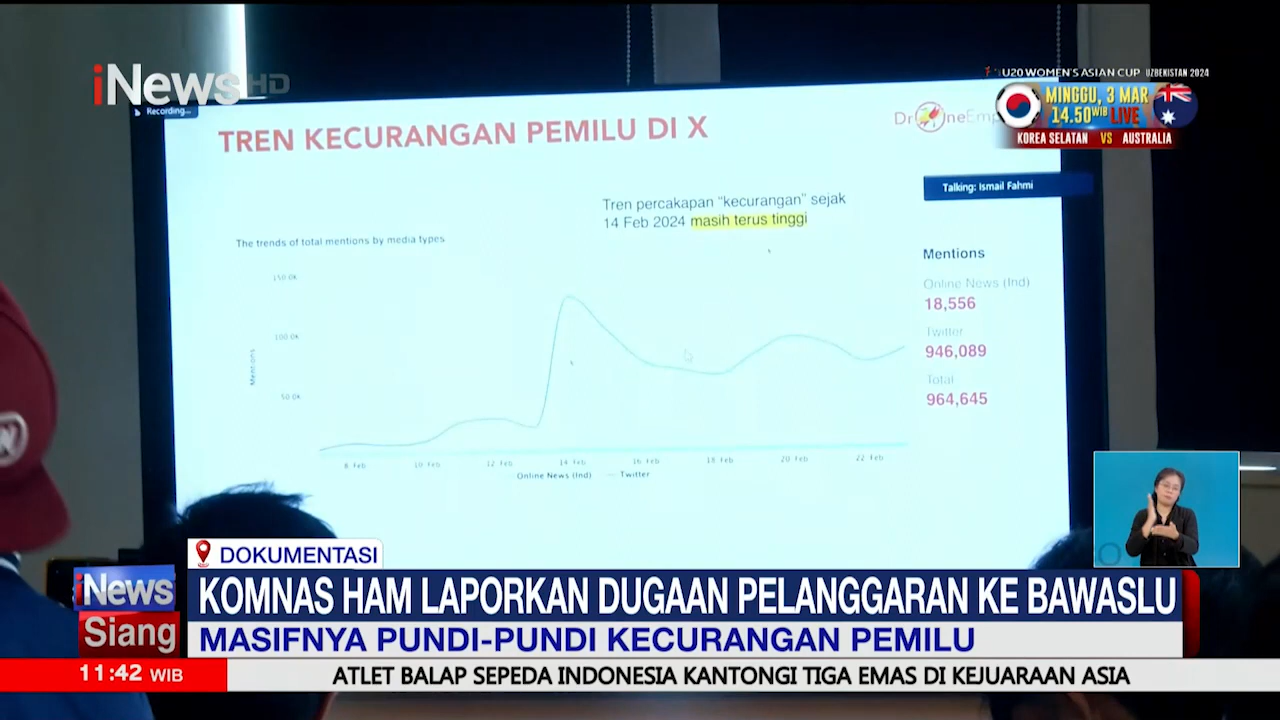 iNews HD
Recording...
TREN KECURANGAN PEMILU DI X
DroneEmp
U20 WOMEN'S ASIAN CUP UZBEKISTAN 2024
MINGGU, 3 MAR
14.50 WIB LIVE
KOREA SELATAN VS AUSTRALIA
Talking: Ismail Fahmi
Tren percakapan "kecurangan" sejak
14 Feb 2024 masih terus tinggi
The trends of total mentions by media types
150.0k
100.0k
50.0k
Mentions
8. Feb
10. Feb
12. Feb
14. Feb
16. Feb
18. Feb
20. Feb
22. Feb
Online News (Ind)
Twitter
Mentions
Online News (Ind)
18,556
Twitter
946,089
Total
964,645
DOKUMENTASI
iNews
Siang
KOMNAS HAM LAPORKAN DUGAAN PELANGGARAN KE BAWASLU
MASIFNYA PUNDI-PUNDI KECURANGAN PEMILU
11:42 WIB
ATLET BALAP SEPEDA INDONESIA KANTONGI TIGA EMAS DI KEJUARAAN ASIA